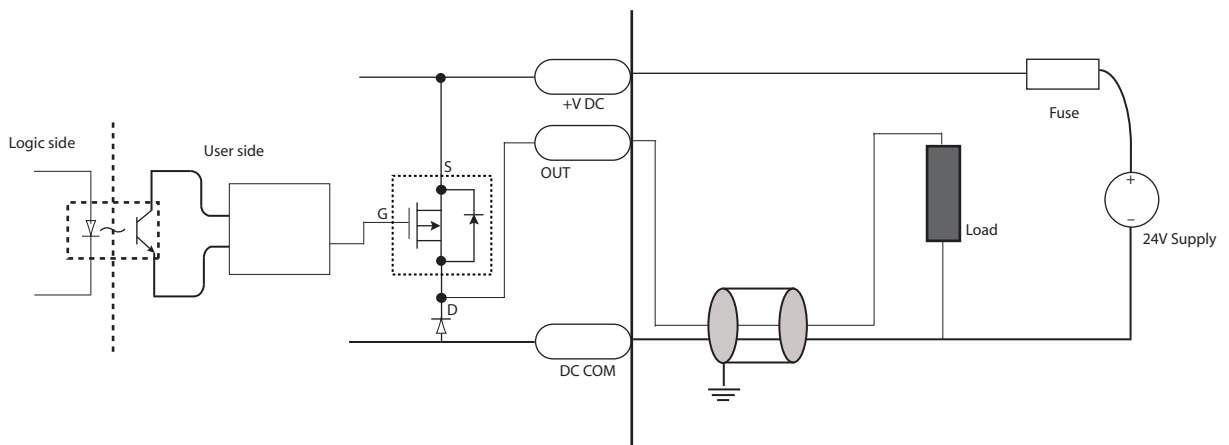 +V DC
Fuse
Logic side
User side
OUT
S
G
+
−
Load
24V Supply
D
DC COM